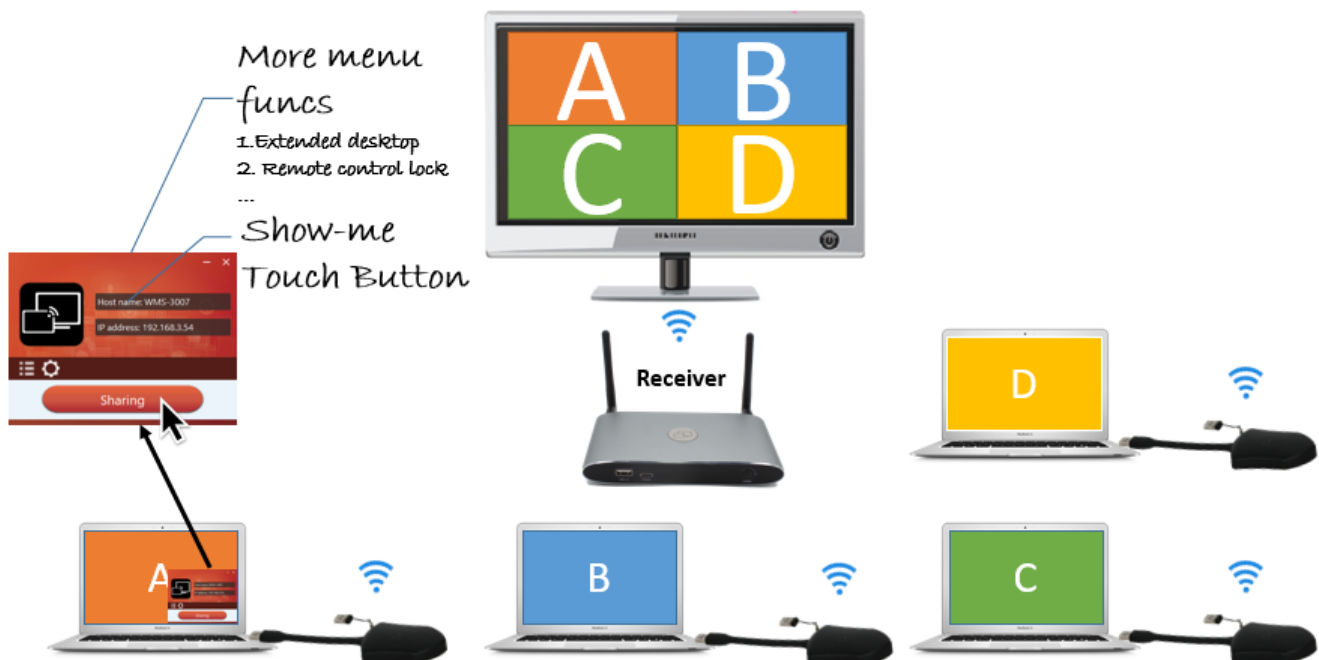 More menu
funcs
1.Extended desktop
2. Remote control lock
...
Show-me
Touch Button
A B
C D
Host name: WMS-3007
IP address: 192.168.3.54
Sharing
Receiver
D
A
Sharing
B
C